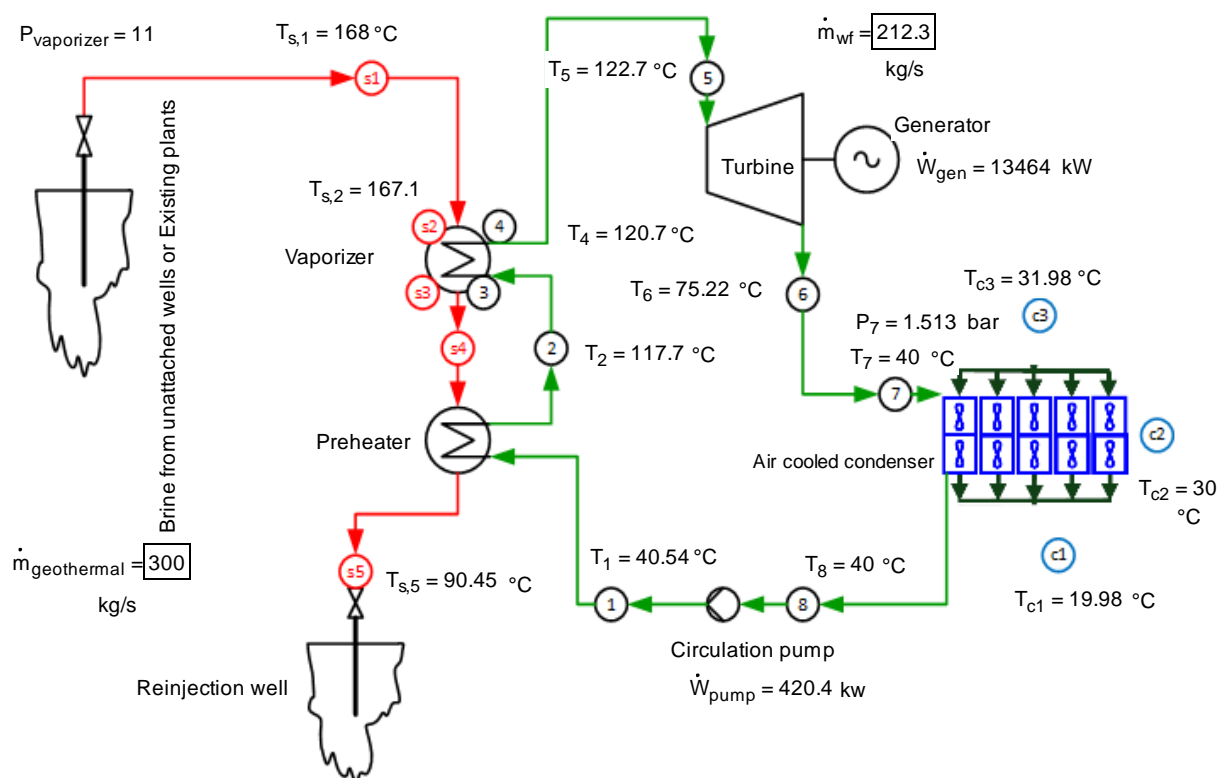 P_vaporizer = 11
T_s,1 = 168 °C
ṁ_wf = 212.3
kg/s
s1
T_5 = 122.7 °C
5
Generator
Turbine
Ẇ_gen = 13464 kW
Brine from unattached wells or Existing plants
T_s,2 = 167.1
s2
4
T_4 = 120.7 °C
Vaporizer
s3
3
T_6 = 75.22 °C
6
T_c3 = 31.98 °C
c3
P_7 = 1.513 bar
s4
2
T_2 = 117.7 °C
T_7 = 40 °C
7
Preheater
Air cooled condenser
c2
T_c2 = 30
°C
ṁ_geothermal = 300
kg/s
s5
T_s,5 = 90.45 °C
T_1 = 40.54 °C
1
T_8 = 40 °C
8
c1
T_c1 = 19.98 °C
Circulation pump
Reinjection well
Ẇ_pump = 420.4 kw